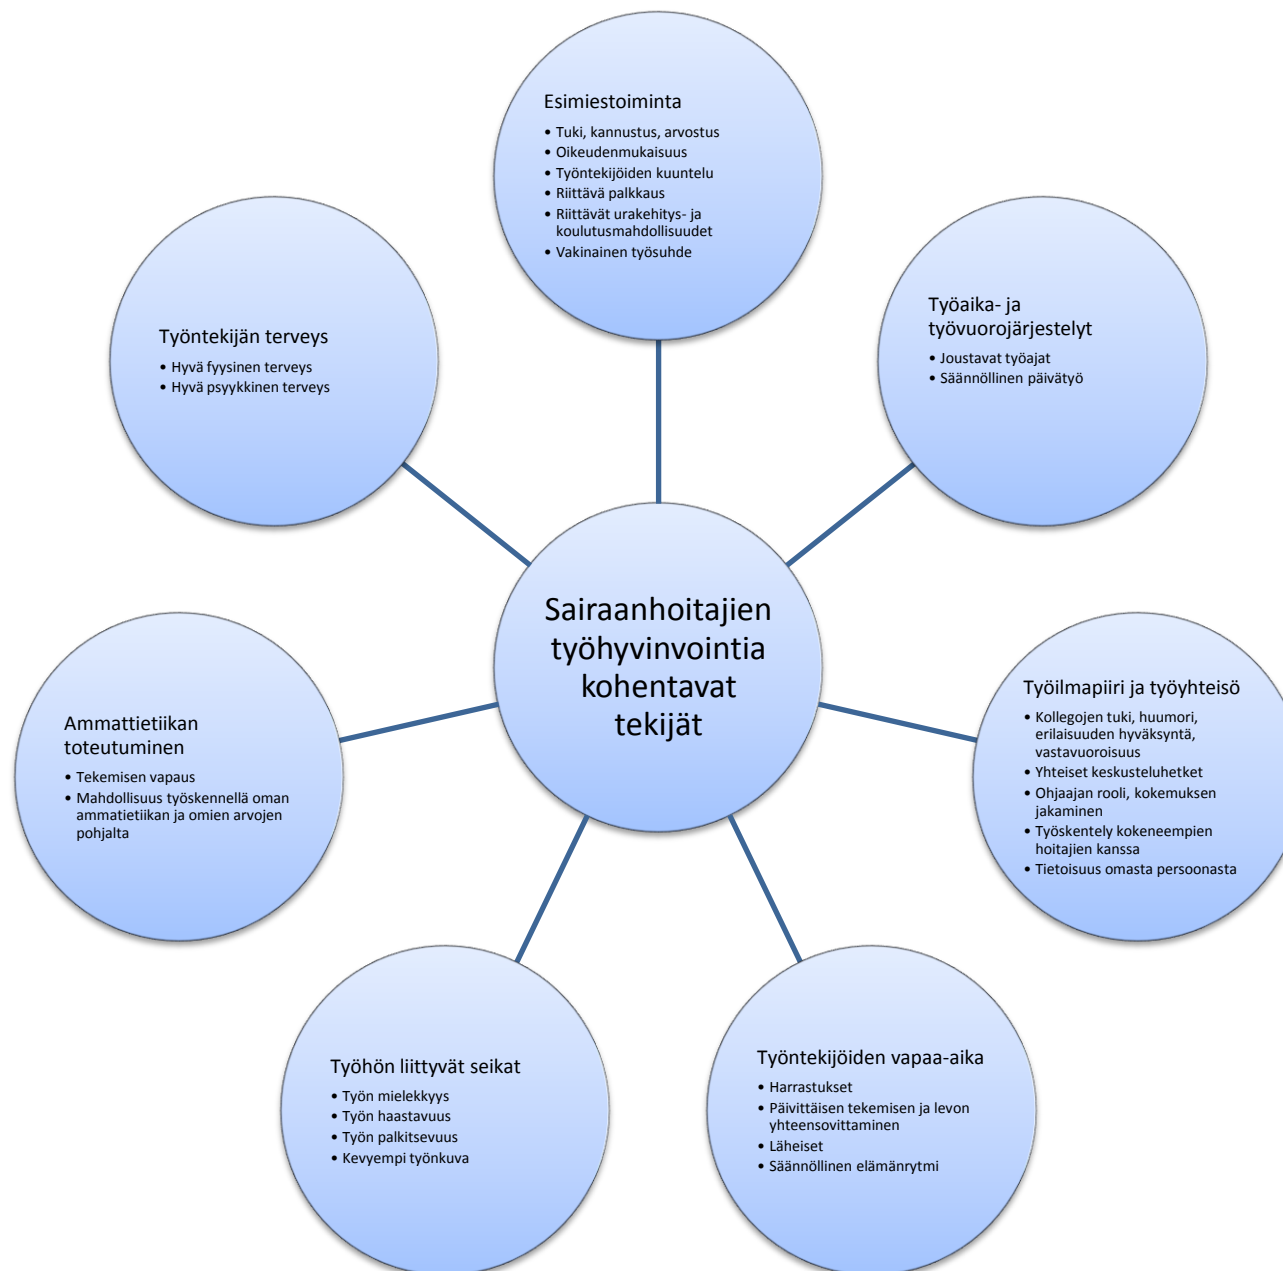 Esimiestoiminta
• Tuki, kannustus, arvostus
• Oikeudenmukaisuus
• Työntekijöiden kuuntelu
• Riittävä palkkaus
• Riittävät urakehitys- ja
koulutusmahdollisuudet
• Vakinainen työsuhde
Työaika- ja
työvuorojärjestelyt
• Joustavat työajat
• Säännöllinen päivätyö
Työilmapiiri ja työyhteisö
• Kollegojen tuki, huumori,
erilaisuuden hyväksyntä,
vastavuoroisuus
• Yhteiset keskusteluhetket
• Ohjaajan rooli, kokemuksen
jakaminen
• Työskentely kokeneempien
hoitajien kanssa
• Tietoisuus omasta persoonasta
Työntekijöiden vapaa-aika
• Harrastukset
• Päivittäisen tekemisen ja levon
yhteensovittaminen
• Läheiset
• Säännöllinen elämänrytmi
Työhön liittyvät seikat
• Työn mielekkyys
• Työn haastavuus
• Työn palkitsevuus
• Kevyempi työnkuva
Ammattietiikan
toteutuminen
• Tekemisen vapaus
• Mahdollisuus työskennellä oman
ammatietiikan ja omien arvojen
pohjalta
Työntekijän terveys
• Hyvä fyysinen terveys
• Hyvä psyykkinen terveys
Sairaanhoitajien
työhyvinvointia
kohentavat
tekijät